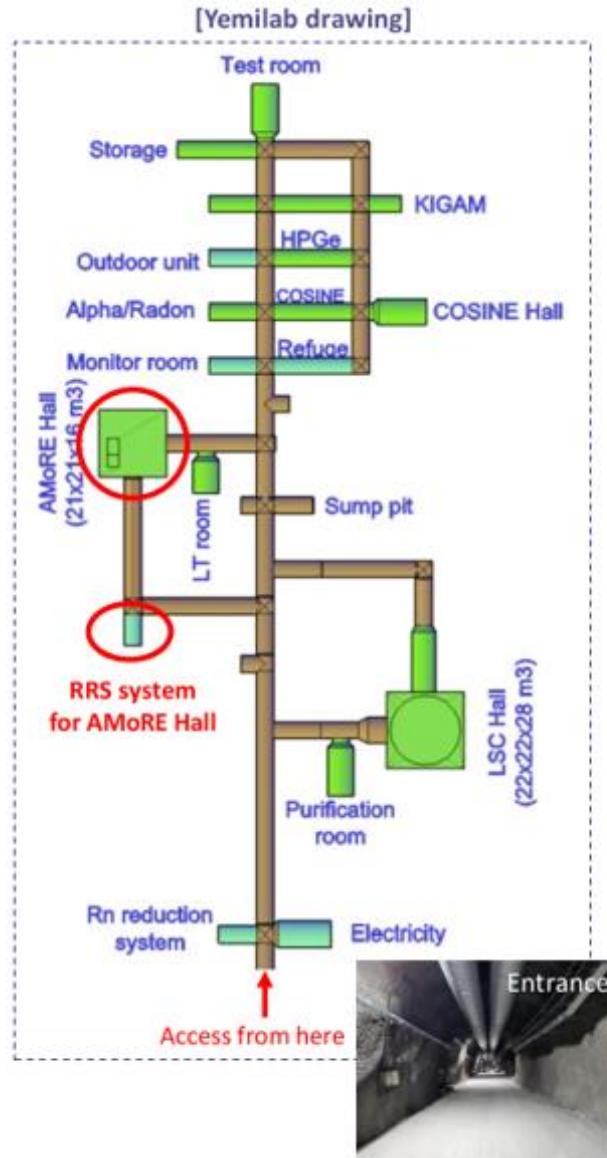 [Yemilab drawing]
Test room
Storage
KIGAM
HPGe
Outdoor unit
COSINE
Alpha/Radon
COSINE Hall
Refuge
Monitor room
AMoRE Hall
(21x21x16 m3)
LT room
Sump pit
RRS system
for AMoRE Hall
LSC Hall
(22x22x28 m3)
Purification
room
Rn reduction
system
Electricity
Access from here
Entrance